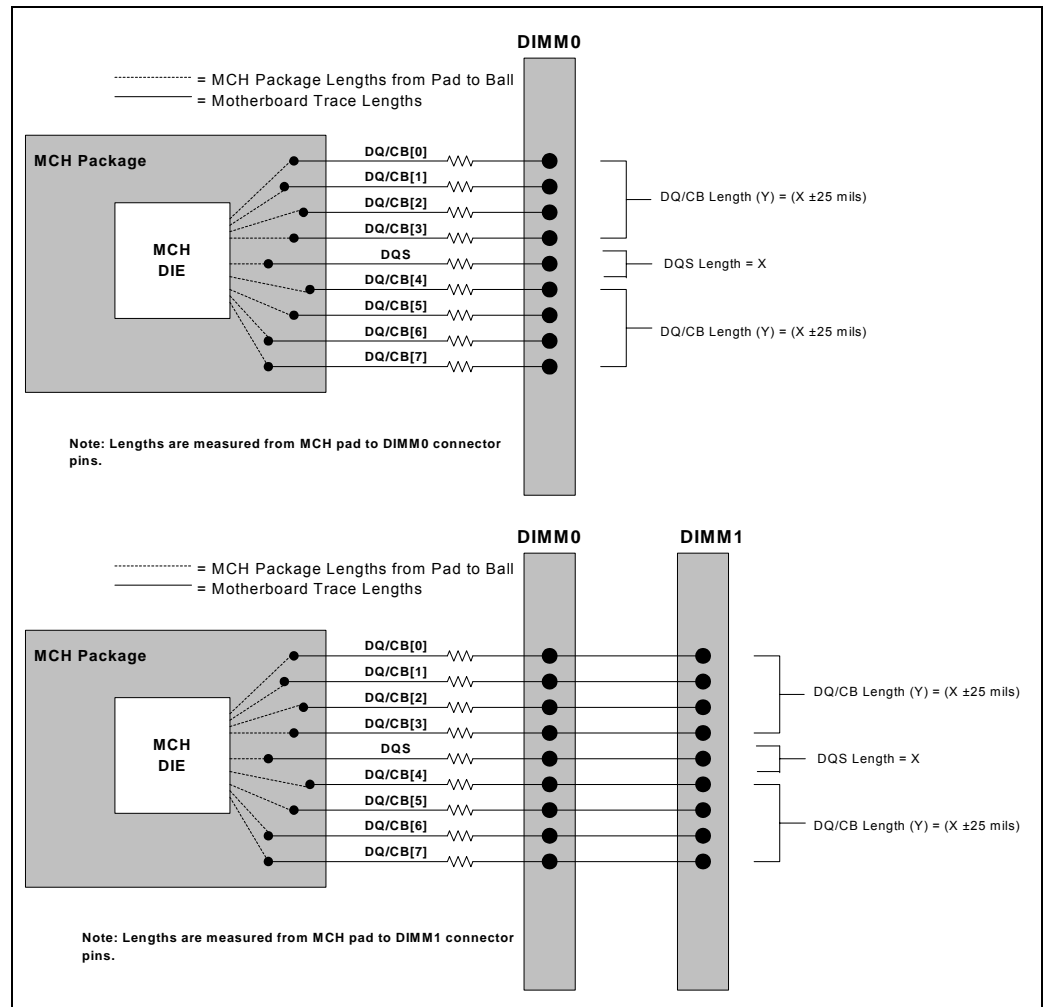 DIMM0
= MCH Package Lengths from Pad to Ball
= Motherboard Trace Lengths
MCH Package
MCH
DIE
DQ/CB[0]
DQ/CB[1]
DQ/CB[2]
DQ/CB[3]
DQS
DQ/CB[4]
DQ/CB[5]
DQ/CB[6]
DQ/CB[7]
DQ/CB Length (Y) = (X ±25 mils)
DQS Length = X
DQ/CB Length (Y) = (X ±25 mils)
Note: Lengths are measured from MCH pad to DIMM0 connector
pins.
DIMM0 DIMM1
= MCH Package Lengths from Pad to Ball
= Motherboard Trace Lengths
MCH Package
MCH
DIE
DQ/CB[0]
DQ/CB[1]
DQ/CB[2]
DQ/CB[3]
DQS
DQ/CB[4]
DQ/CB[5]
DQ/CB[6]
DQ/CB[7]
DQ/CB Length (Y) = (X ±25 mils)
DQS Length = X
DQ/CB Length (Y) = (X ±25 mils)
Note: Lengths are measured from MCH pad to DIMM1 connector
pins.